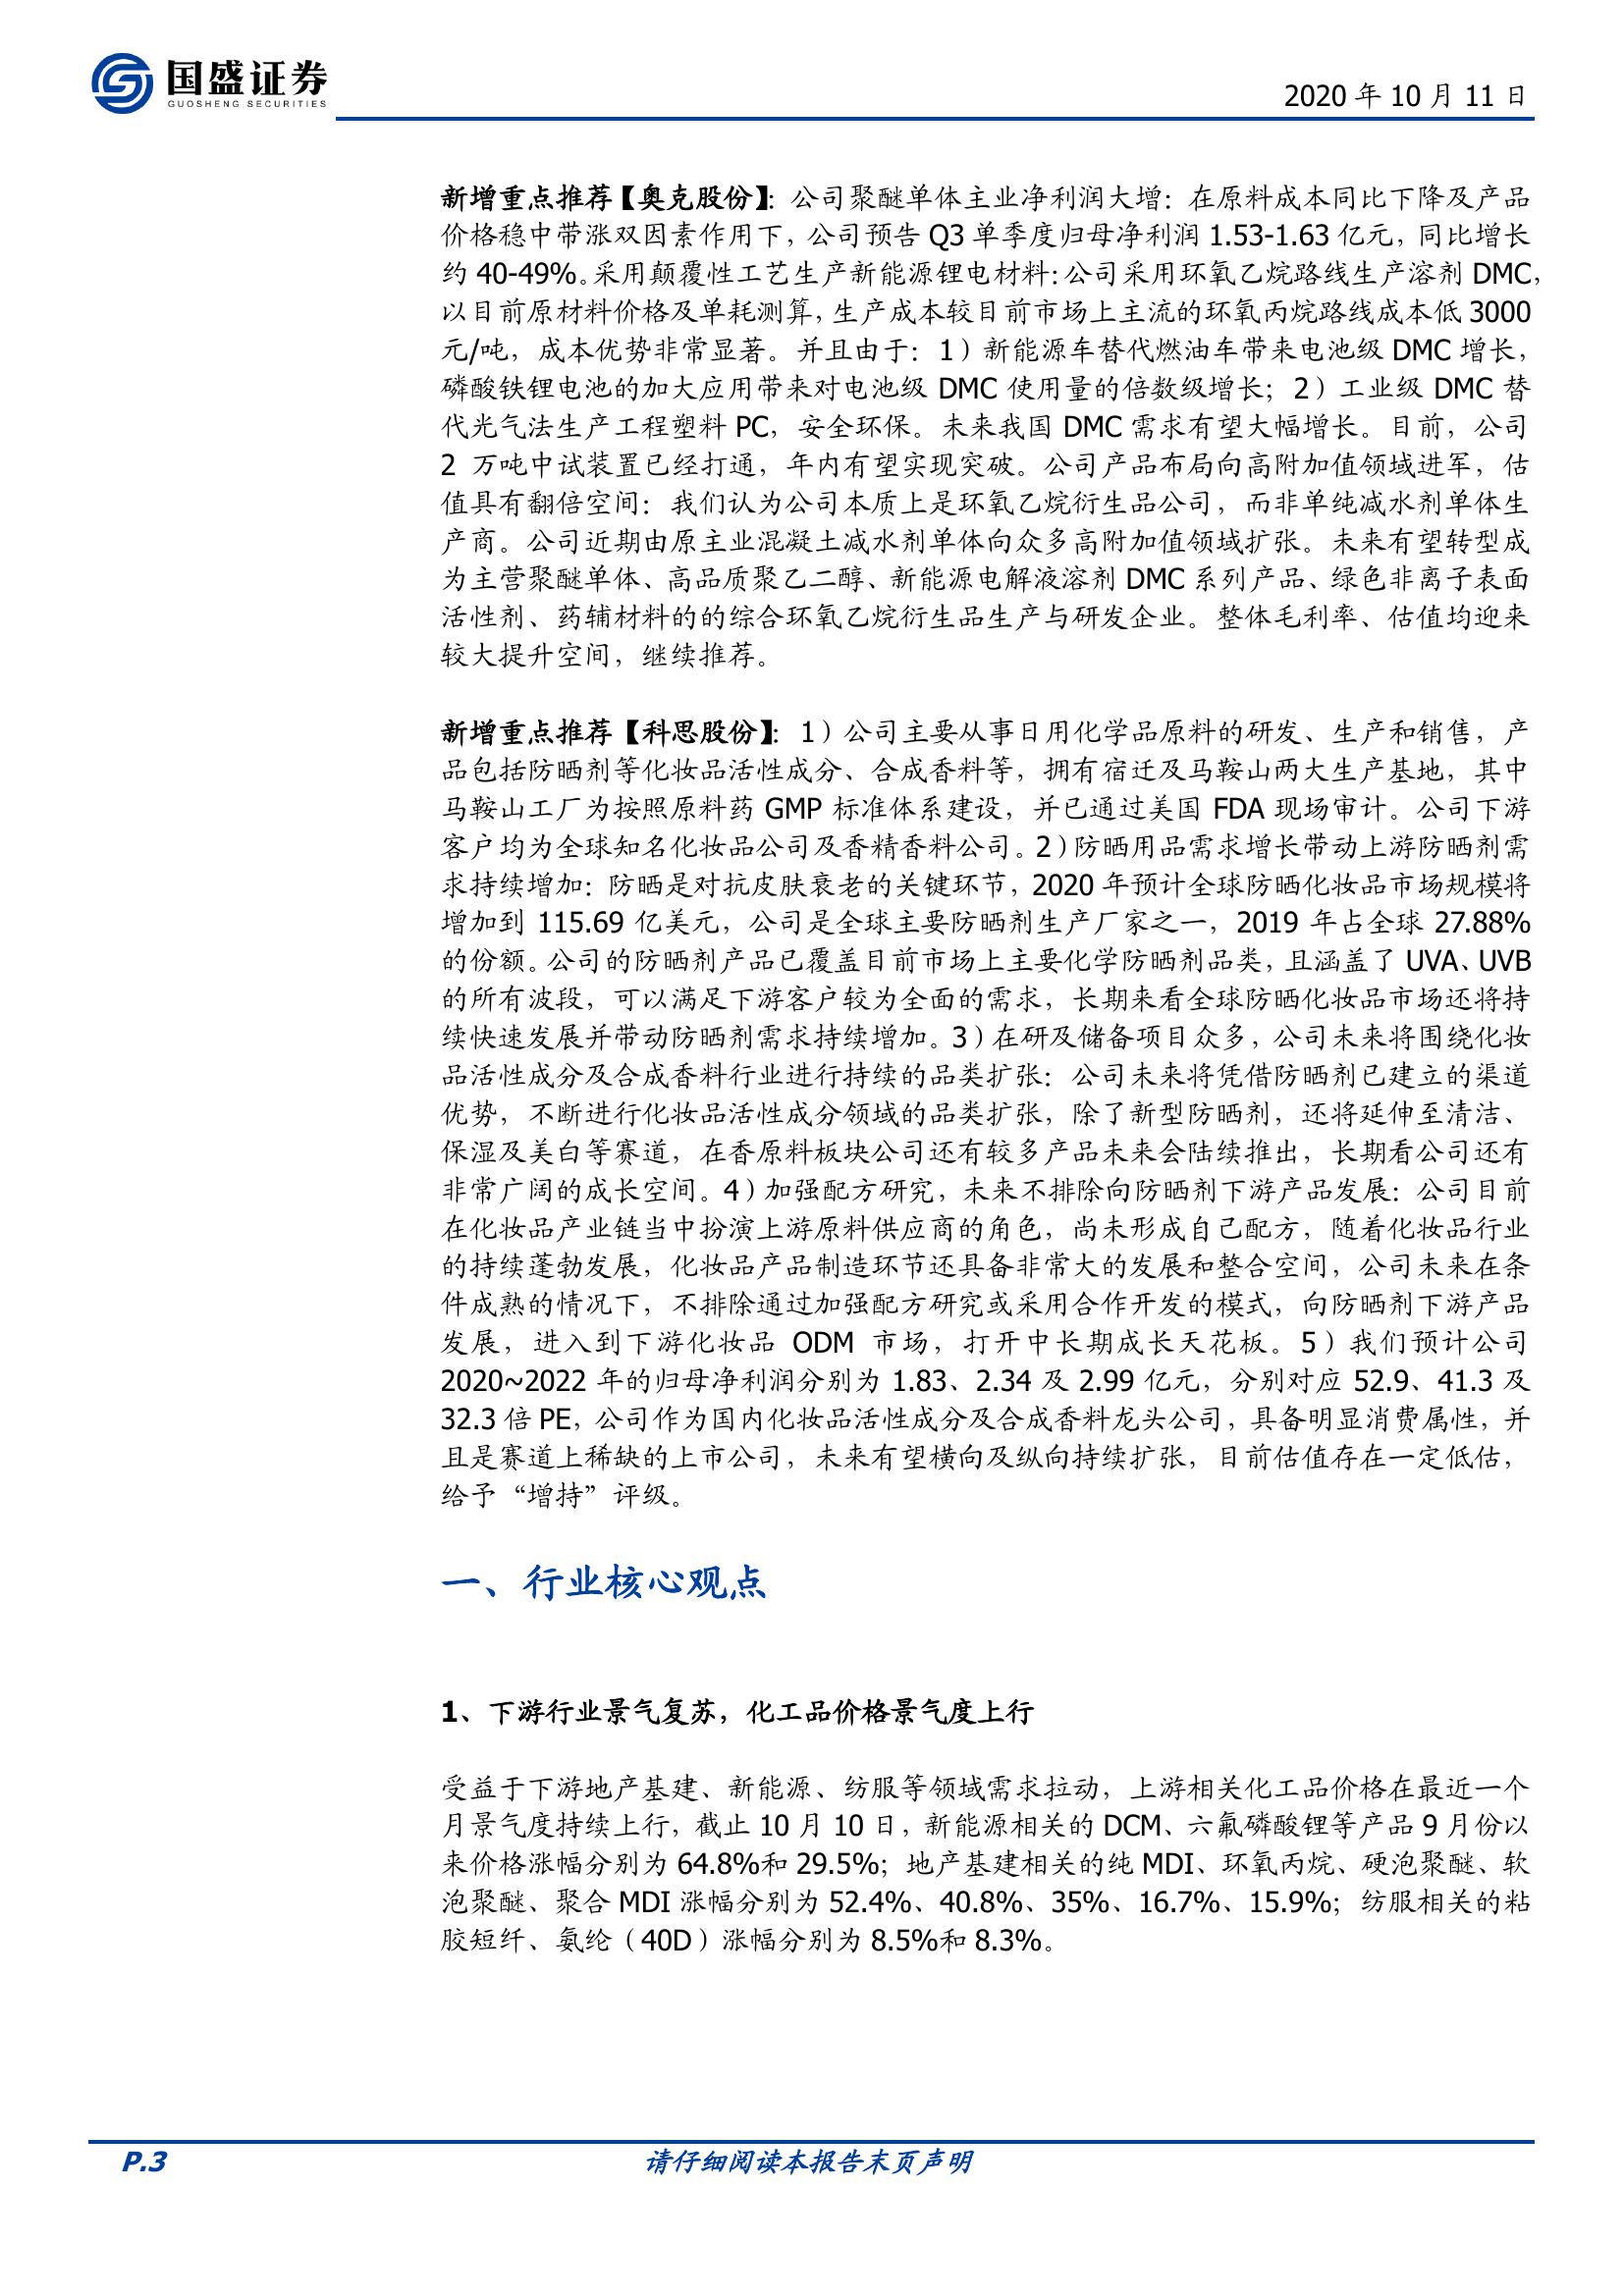 国盛证券
GUOSHENG SECURITIES
2020 年 10 月 11 日
新增重点推荐【奥克股份】：公司聚醚单体主业净利润大增：在原料成本同比下降及产品
价格稳中带涨双因素作用下，公司预告 Q3 单季度归母净利润 1.53-1.63 亿元，同比增长
约 40-49%。采用颠覆性工艺生产新能源锂电材料：公司采用环氧乙烷路线生产溶剂 DMC，
以目前原材料价格及单耗测算，生产成本较目前市场上主流的环氧丙烷路线成本低 3000
元/吨，成本优势非常显著。并且由于：1）新能源车替代燃油车带来电池级 DMC 增长，
磷酸铁锂电池的加大应用带来对电池级 DMC 使用量的倍数级增长；2）工业级 DMC 替
代光气法生产工程塑料 PC，安全环保。未来我国 DMC 需求有望大幅增长。目前，公司
2 万吨中试装置已经打通，年内有望实现突破。公司产品布局向高附加值领域进军，估
值具有翻倍空间：我们认为公司本质上是环氧乙烷衍生品公司，而非单纯减水剂单体生
产商。公司近期由原主业混凝土减水剂单体向众多高附加值领域扩张。未来有望转型成
为主营聚醚单体、高品质聚乙二醇、新能源电解液溶剂 DMC 系列产品、绿色非离子表面
活性剂、药辅材料的的综合环氧乙烷衍生品生产与研发企业。整体毛利率、估值均迎来
较大提升空间，继续推荐。
新增重点推荐【科思股份】：1）公司主要从事日用化学品原料的研发、生产和销售，产
品包括防晒剂等化妆品活性成分、合成香料等，拥有宿迁及马鞍山两大生产基地，其中
马鞍山工厂为按照原料药 GMP 标准体系建设，并已通过美国 FDA 现场审计。公司下游
客户均为全球知名化妆品公司及香精香料公司。2）防晒用品需求增长带动上游防晒剂需
求持续增加：防晒是对抗皮肤衰老的关键环节，2020 年预计全球防晒化妆品市场规模将
增加到 115.69 亿美元，公司是全球主要防晒剂生产厂家之一，2019 年占全球 27.88%
的份额。公司的防晒剂产品已覆盖目前市场上主要化学防晒剂品类，且涵盖了 UVA、UVB
的所有波段，可以满足下游客户较为全面的需求，长期来看全球防晒化妆品市场还将持
续快速发展并带动防晒剂需求持续增加。3）在研及储备项目众多，公司未来将围绕化妆
品活性成分及合成香料行业进行持续的品类扩张：公司未来将凭借防晒剂已建立的渠道
优势，不断进行化妆品活性成分领域的品类扩张，除了新型防晒剂，还将延伸至清洁、
保湿及美白等赛道，在香原料板块公司还有较多产品未来会陆续推出，长期看公司还有
非常广阔的成长空间。4）加强配方研究，未来不排除向防晒剂下游产品发展：公司目前
在化妆品产业链当中扮演上游原料供应商的角色，尚未形成自己配方，随着化妆品行业
的持续蓬勃发展，化妆品产品制造环节还具备非常大的发展和整合空间，公司未来在条
件成熟的情况下，不排除通过加强配方研究或采用合作开发的模式，向防晒剂下游产品
发展，进入到下游化妆品 ODM 市场，打开中长期成长天花板。5）我们预计公司
2020~2022 年的归母净利润分别为 1.83、2.34 及 2.99 亿元，分别对应 52.9、41.3 及
32.3 倍 PE，公司作为国内化妆品活性成分及合成香料龙头公司，具备明显消费属性，并
且是赛道上稀缺的上市公司，未来有望横向及纵向持续扩张，目前估值存在一定低估，
给予“增持”评级。
一、行业核心观点
1、下游行业景气复苏，化工品价格景气度上行
受益于下游地产基建、新能源、纺服等领域需求拉动，上游相关化工品价格在最近一个
月景气度持续上行，截止 10 月 10 日，新能源相关的 DCM、六氟磷酸锂等产品 9 月份以
来价格涨幅分别为 64.8%和 29.5%；地产基建相关的纯 MDI、环氧丙烷、硬泡聚醚、软
泡聚醚、聚合 MDI 涨幅分别为 52.4%、40.8%、35%、16.7%、15.9%；纺服相关的粘
胶短纤、氨纶（40D）涨幅分别为 8.5%和 8.3%。
P.3
请仔细阅读本报告末页声明